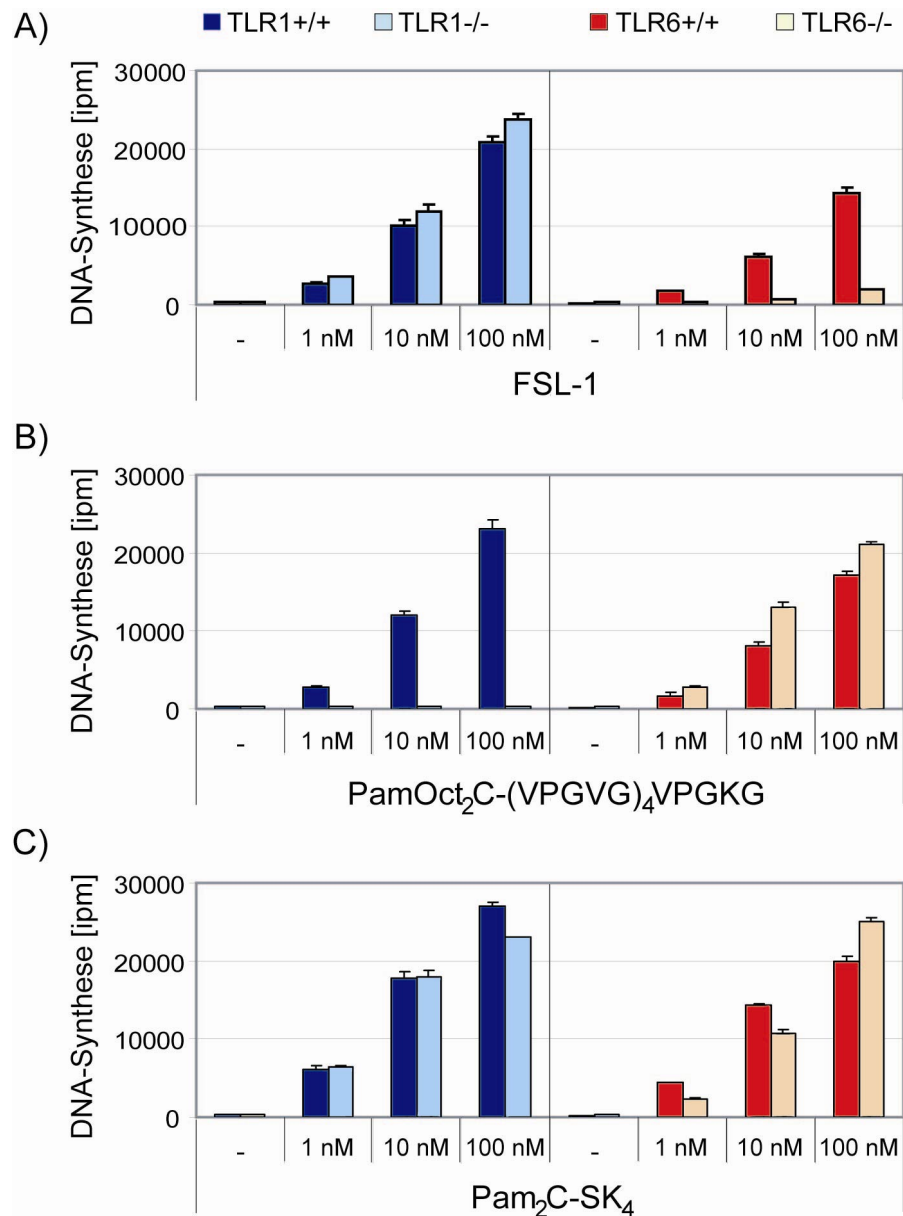 A)
TLR1+/+ TLR1-/- TLR6+/+ TLR6-/-
DNA-Synthese [ipm]
30000
20000
10000
0
- 1 nM 10 nM 100 nM - 1 nM 10 nM 100 nM
FSL-1
B)
DNA-Synthese [ipm]
30000
20000
10000
0
- 1 nM 10 nM 100 nM - 1 nM 10 nM 100 nM
PamOct₂C-(VPGVG)₄VPGKG
C)
DNA-Synthese [ipm]
30000
20000
10000
0
- 1 nM 10 nM 100 nM - 1 nM 10 nM 100 nM
Pam₂C-SK₄